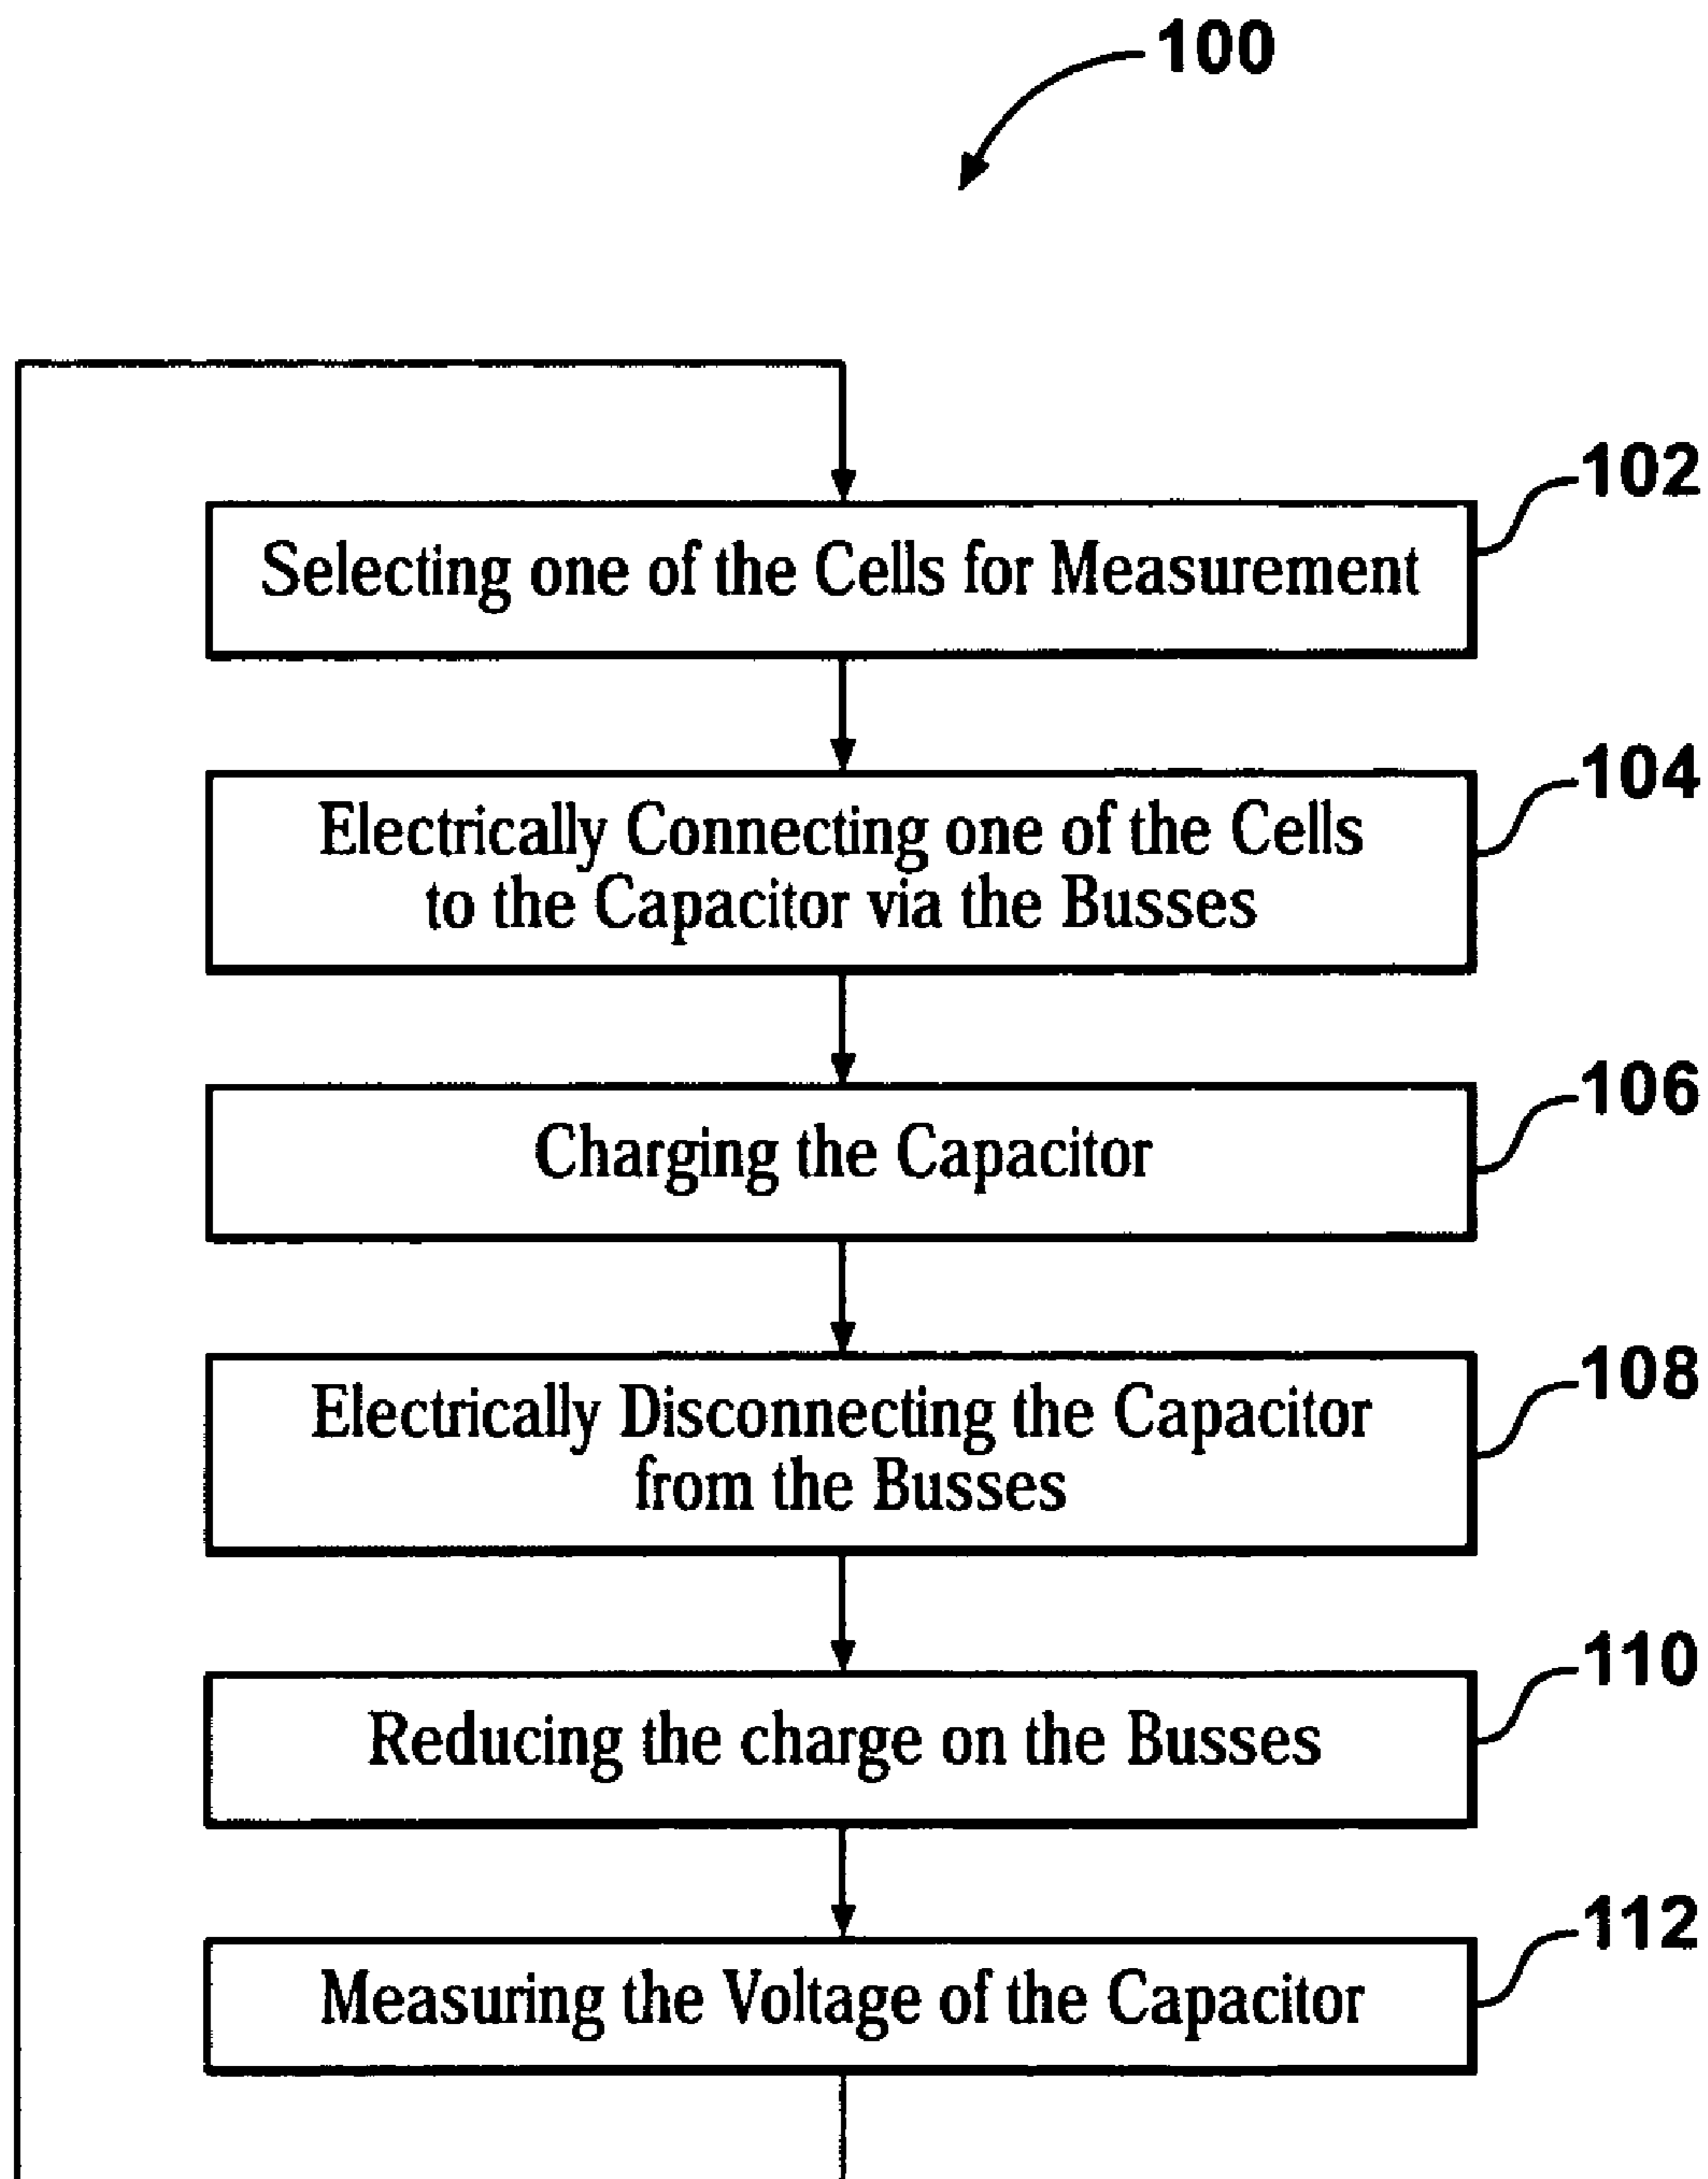 100
102
Selecting one of the Cells for Measurement
104
Electrically Connecting one of the Cells
to the Capacitor via the Busses
106
Charging the Capacitor
108
Electrically Disconnecting the Capacitor
from the Busses
110
Reducing the charge on the Busses
112
Measuring the Voltage of the Capacitor